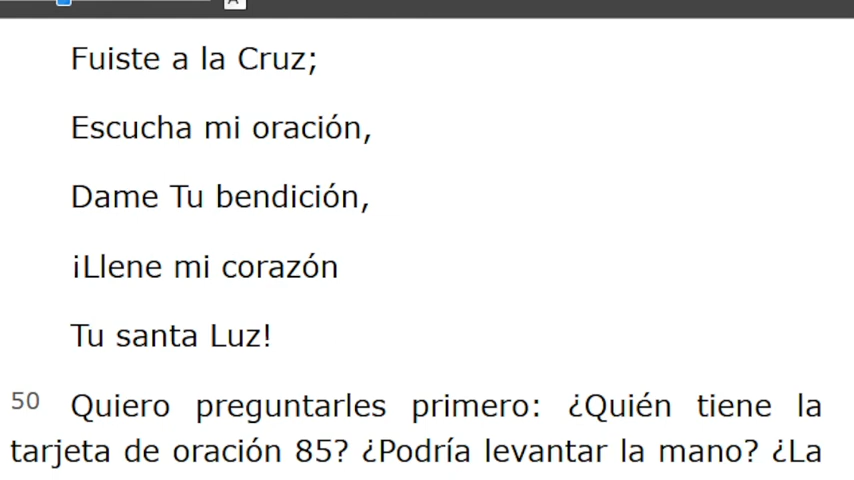 Fuiste a la Cruz;
Escucha mi oración,
Dame Tu bendición,
¡Llene mi corazón
Tu santa Luz!
50 Quiero preguntarles primero: ¿Quién tiene la
tarjeta de oración 85? ¿Podría levantar la mano? ¿La